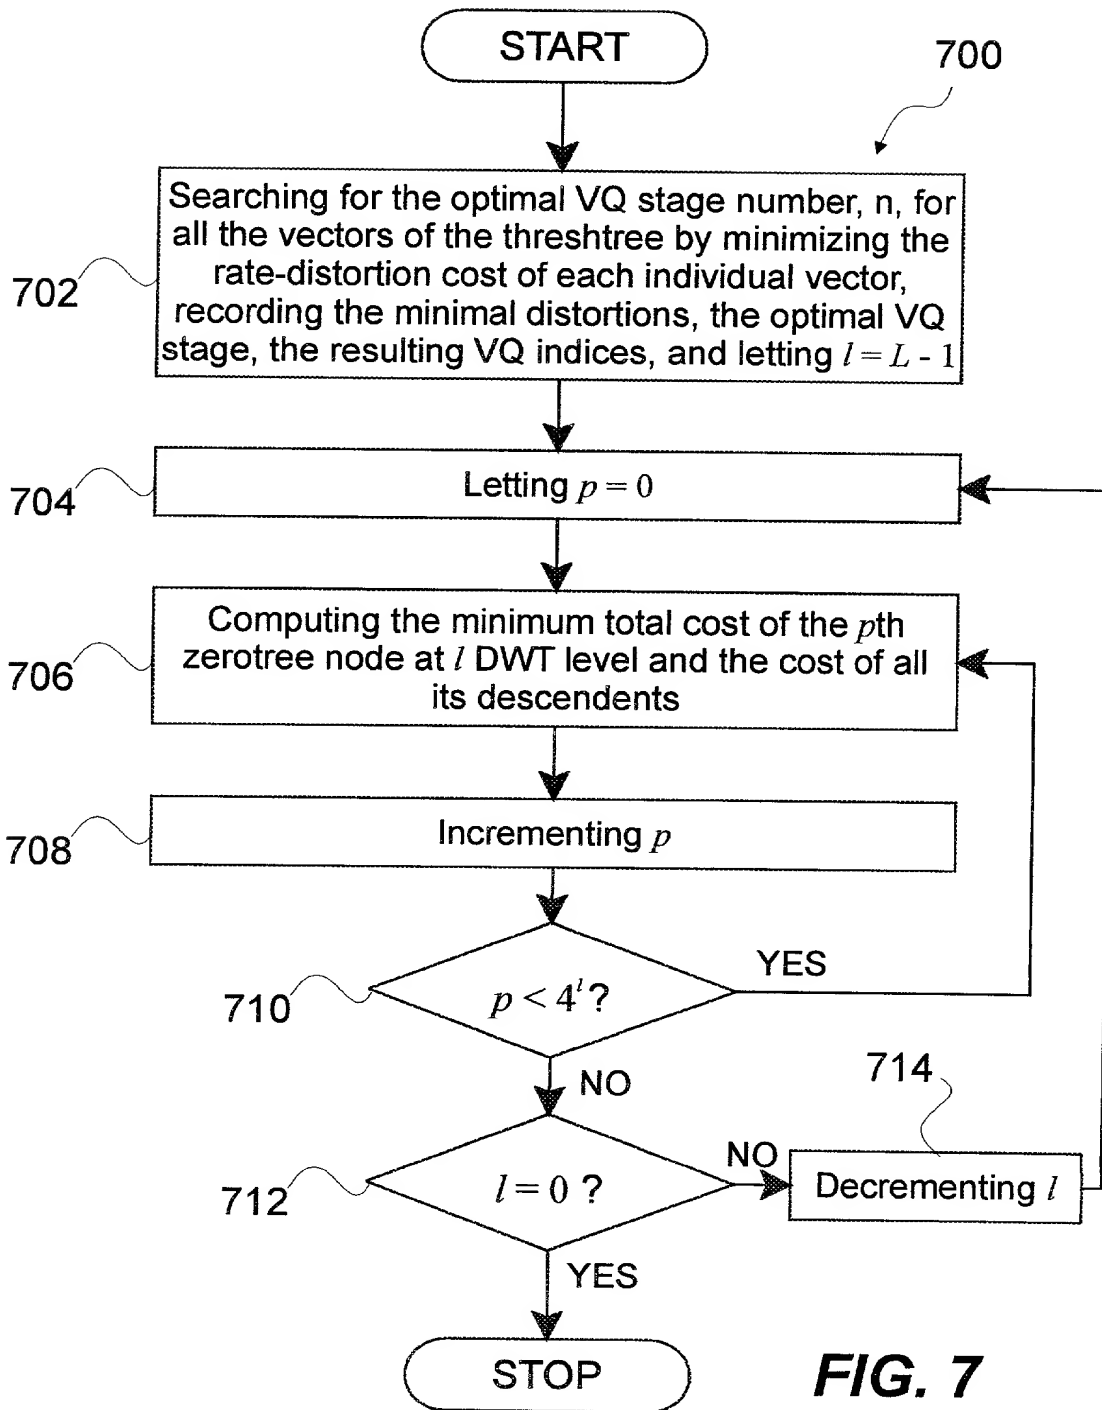 START
700
Searching for the optimal VQ stage number, n, for
all the vectors of the threshtree by minimizing the
rate-distortion cost of each individual vector,
recording the minimal distortions, the optimal VQ
stage, the resulting VQ indices, and letting l = L - 1
702
Letting p = 0
704
Computing the minimum total cost of the pth
zerotree node at l DWT level and the cost of all
its descendents
706
Incrementing p
708
p < 4^l ?
710
YES
NO
714
l = 0 ?
712
NO
Decrementing l
YES
STOP
FIG. 7